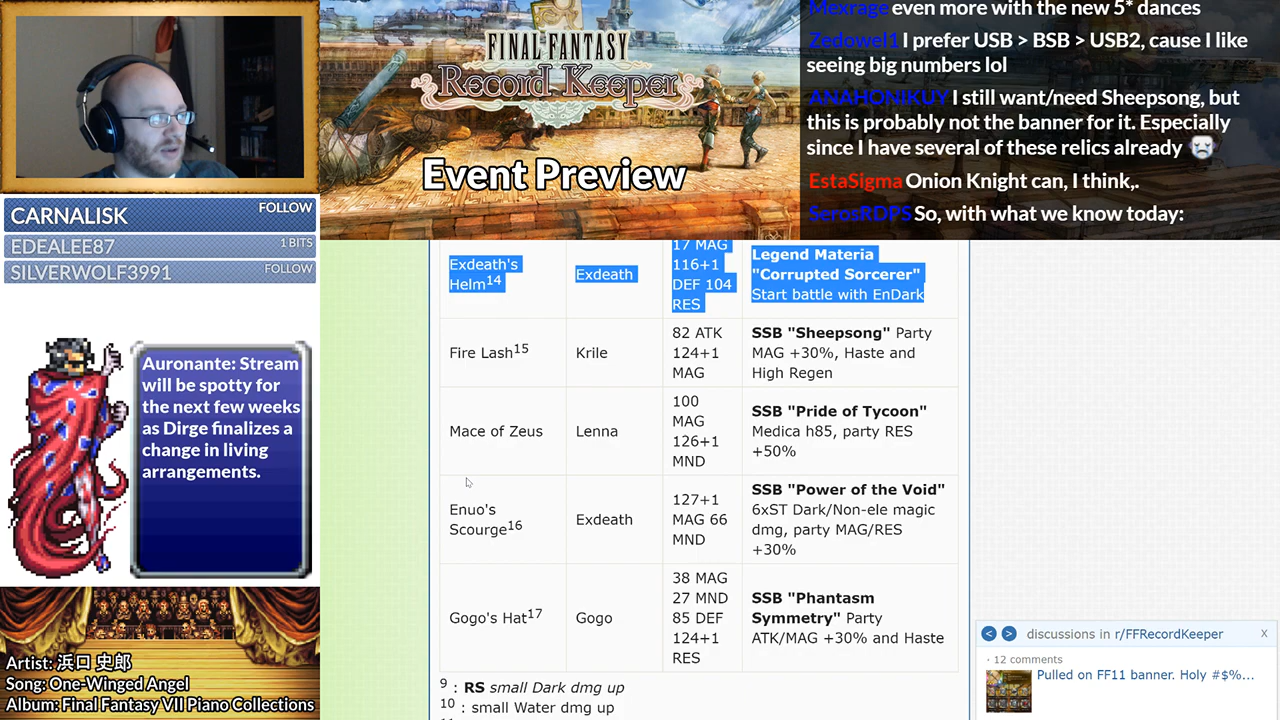 CARNALISK FOLLOW
EDEALEE87 1 BITS
SILVERWOLF3991 FOLLOW
Auronante: Stream
will be spotty for
the next few weeks
as Dirge finalizes a
change in living
arrangements.
Artist: 浜口 史郎
Song: One-Winged Angel
Album: Final Fantasy VII Piano Collections
FINAL FANTASY
Record Keeper
Event Preview
Mexrage even more with the new 5* dances
Zedowel1 I prefer USB > BSB > USB2, cause I like
seeing big numbers lol
ANAHONIKUY I still want/need Sheepsong, but
this is probably not the banner for it. Especially
since I have several of these relics already
EstaSigma Onion Knight can, I think,.
SerosRDPS So, with what we know today:
Exdeath's
Helm14
Exdeath
17 MAG
116+1
DEF 104
RES
Legend Materia
"Corrupted Sorcerer"
Start battle with EnDark
Fire Lash15
Krile
82 ATK
124+1
MAG
SSB "Sheepsong" Party
MAG +30%, Haste and
High Regen
Mace of Zeus
Lenna
100
MAG
126+1
MND
SSB "Pride of Tycoon"
Medica h85, party RES
+50%
Enuo's
Scourge16
Exdeath
127+1
MAG 66
MND
SSB "Power of the Void"
6xST Dark/Non-ele magic
dmg, party MAG/RES
+30%
Gogo's Hat17
Gogo
38 MAG
27 MND
85 DEF
124+1
RES
SSB "Phantasm
Symmetry" Party
ATK/MAG +30% and Haste
9 : RS small Dark dmg up
10 : small Water dmg up
< > discussions in r/FFRecordKeeper X
· 12 comments
Pulled on FF11 banner. Holy #$%...